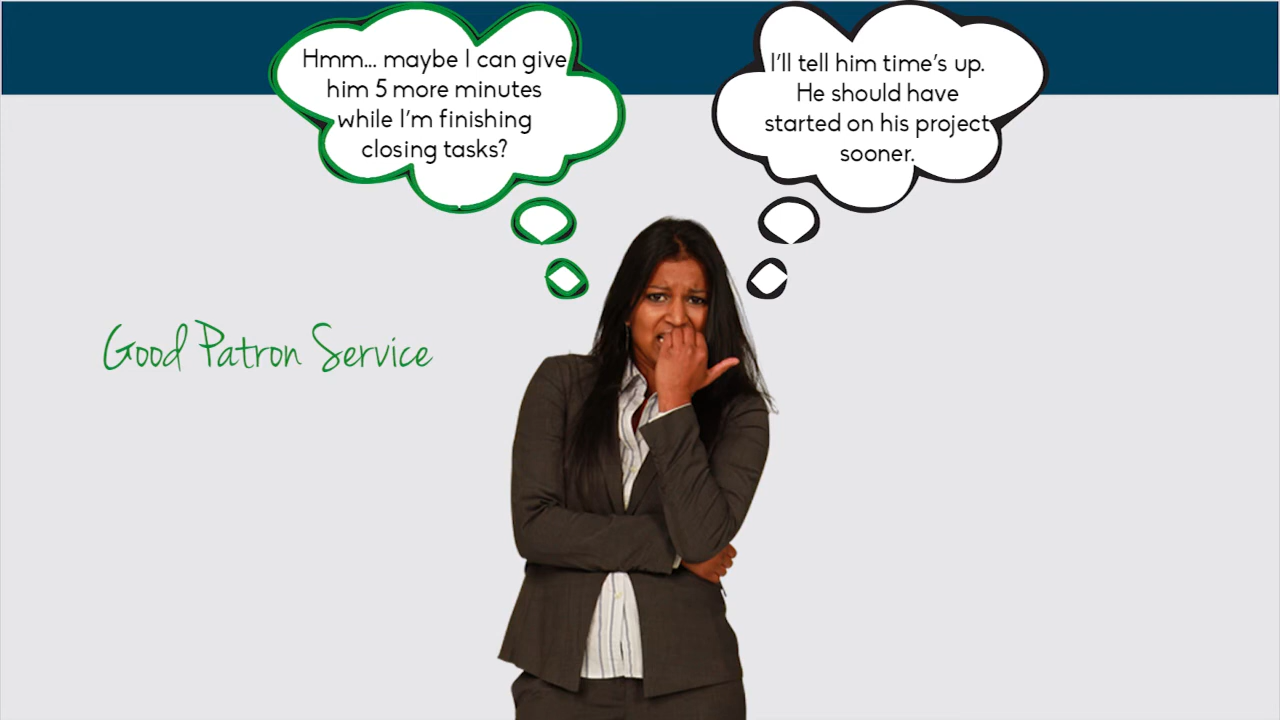 Hmm... maybe I can give
him 5 more minutes
while I'm finishing
closing tasks?
I'll tell him time's up.
He should have
started on his project
sooner.
Good Patron Service